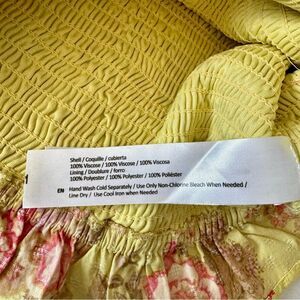 Shell / Coquille / cubierta
100% Viscose / 100% Viscose / 100% Viscosa
Lining / Doublure / forro
100% Polyester / 100% Polyester / 100% Poliéster
EN Hand Wash Cold Separately / Use Only Non-Chlorine Bleach When Needed /
Line Dry / Use Cool Iron when Needed